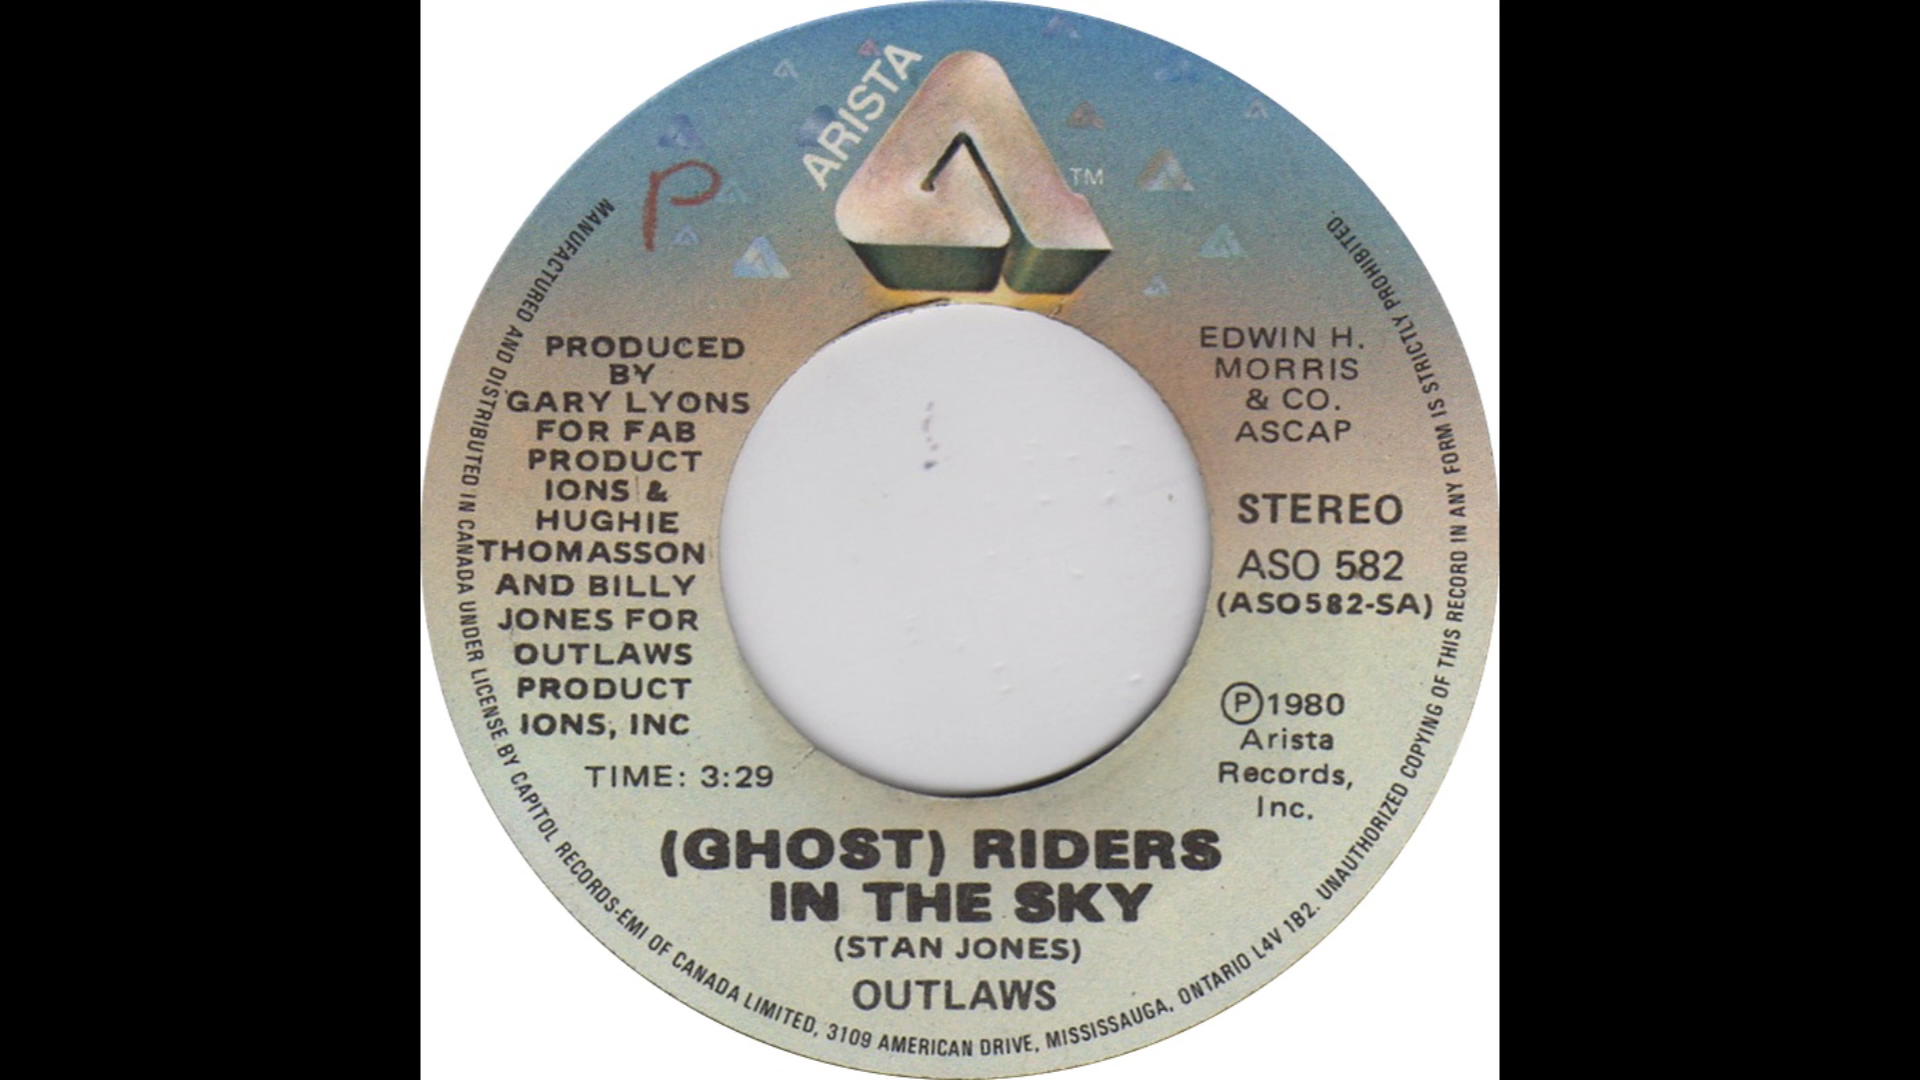 ARISTA
TM
P
PRODUCED
BY
GARY LYONS
FOR FAB
PRODUCT
IONS &
HUGHIE
THOMASSON
AND BILLY
JONES FOR
OUTLAWS
PRODUCT
IONS, INC
TIME: 3:29
EDWIN H.
MORRIS
& CO.
ASCAP
STEREO
ASO 582
(ASO582-SA)
Ⓟ1980
Arista
Records,
Inc.
(GHOST) RIDERS
IN THE SKY
(STAN JONES)
OUTLAWS
MANUFACTURED AND DISTRIBUTED IN CANADA UNDER LICENSE BY CAPITOL RECORDS-EMI OF CANADA LIMITED, 3109 AMERICAN DRIVE, MISSISSAUGA, ONTARIO L4V 1B2. UNAUTHORIZED COPYING OF THIS RECORD IN ANY FORM IS STRICTLY PROHIBITED.